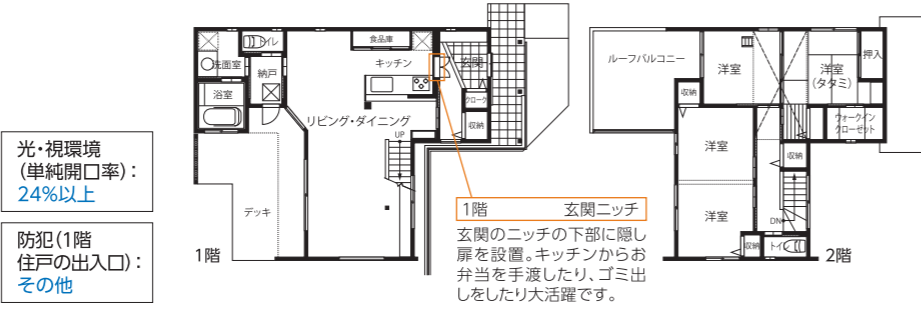 光・視環境
(単純開口率)：
24%以上
防犯(1階
住戸の出入口)：
その他
トイレ
洗面室
納戸
浴室
食品庫
キッチン
玄関
クローク
収納
リビング・ダイニング
UP
デッキ
1階
1階 玄関ニッチ
玄関のニッチの下部に隠し
扉を設置。キッチンからお
弁当を手渡したり、ゴミ出
しをしたり大活躍です。
ルーフバルコニー
洋室
洋室
(タタミ)
押入
収納
ウォークイン
クローゼット
洋室
収納
洋室
DN
収納
トイレ
2階